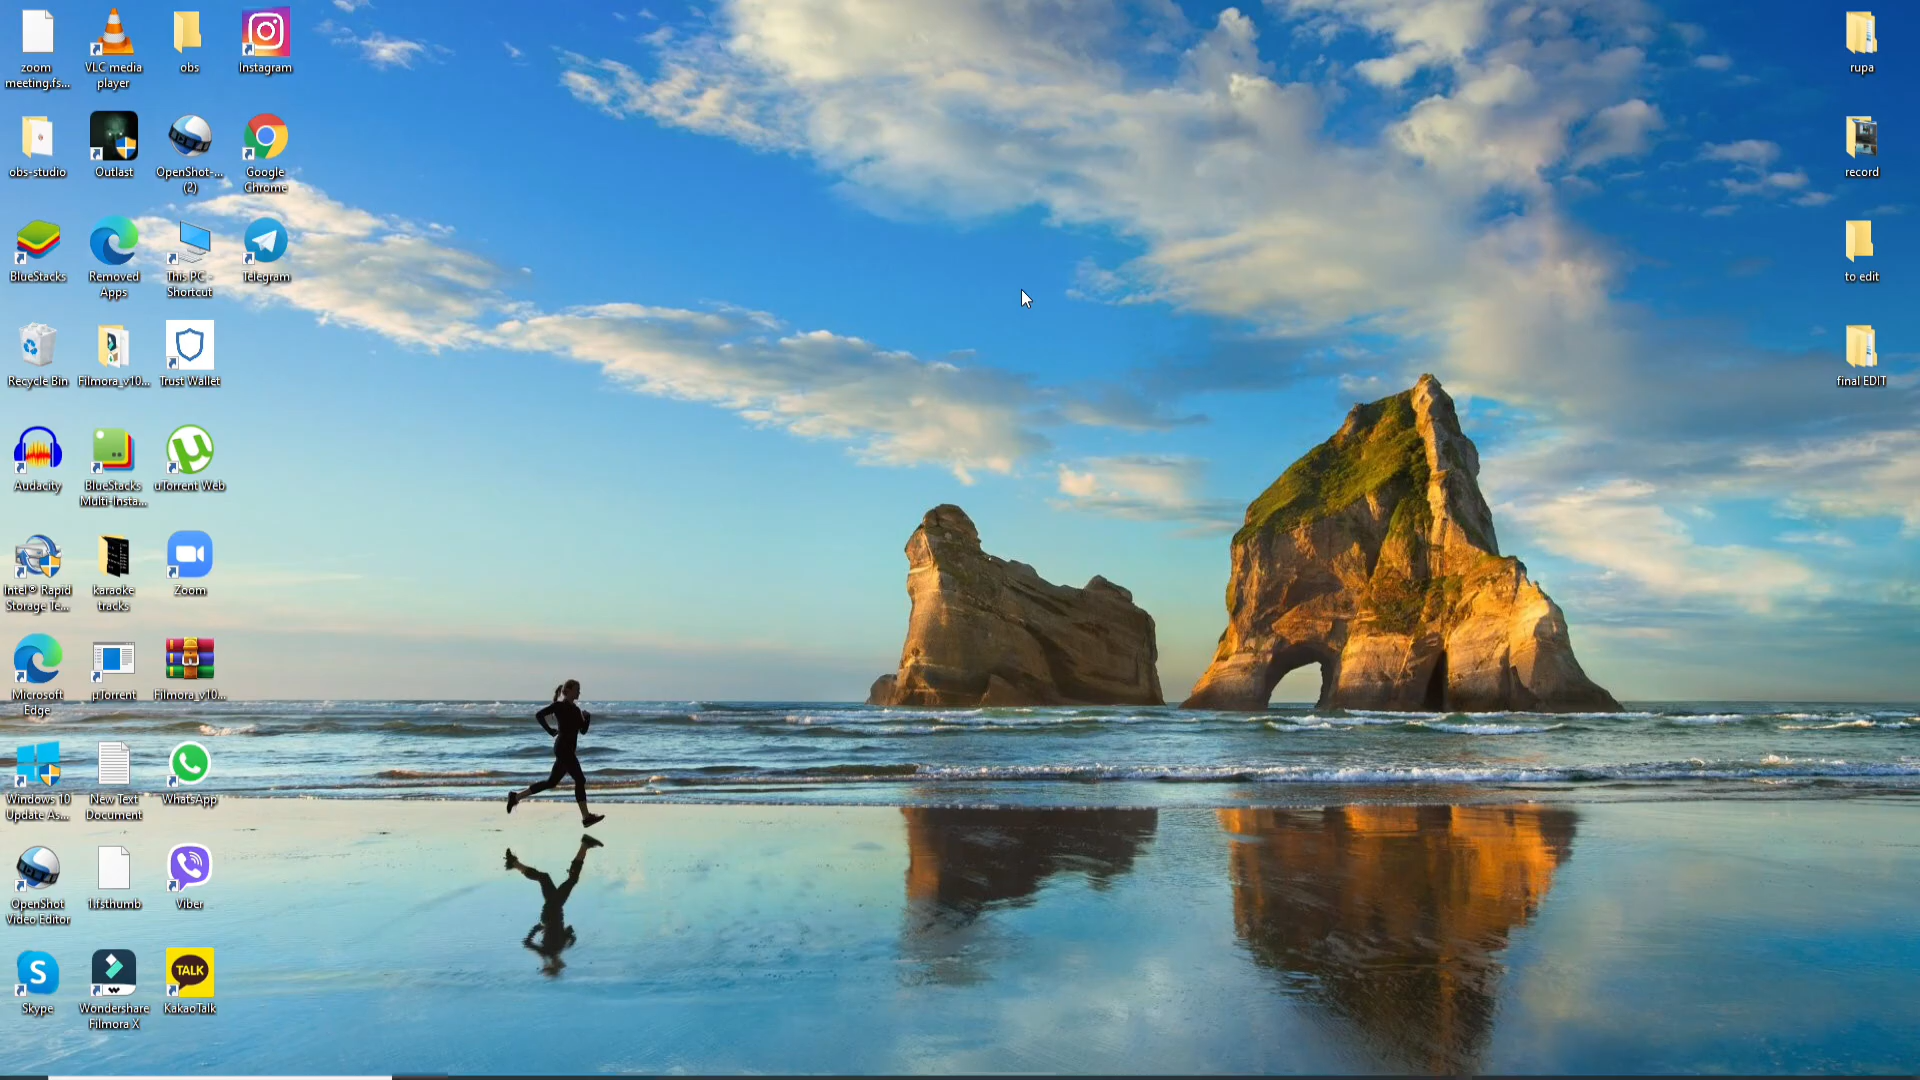 zoom
meeting.fs...
VLC media
player
obs
Instagram
rupa
obs-studio
Outlast
OpenShot-...
(2)
Google
Chrome
record
BlueStacks
Removed
Apps
This PC -
Shortcut
Telegram
to edit
Recycle Bin
Filmora_v10...
Trust Wallet
final EDIT
Audacity
BlueStacks
Multi-Insta...
µ
uTorrent Web
Intel® Rapid
Storage Te...
karaoke
tracks
Zoom
Microsoft
Edge
µTorrent
Filmora_v10...
Windows 10
Update As...
New Text
Document
WhatsApp
OpenShot
Video Editor
1.fsthumb
Viber
S
Skype
Wondershare
Filmora X
TALK
KakaoTalk